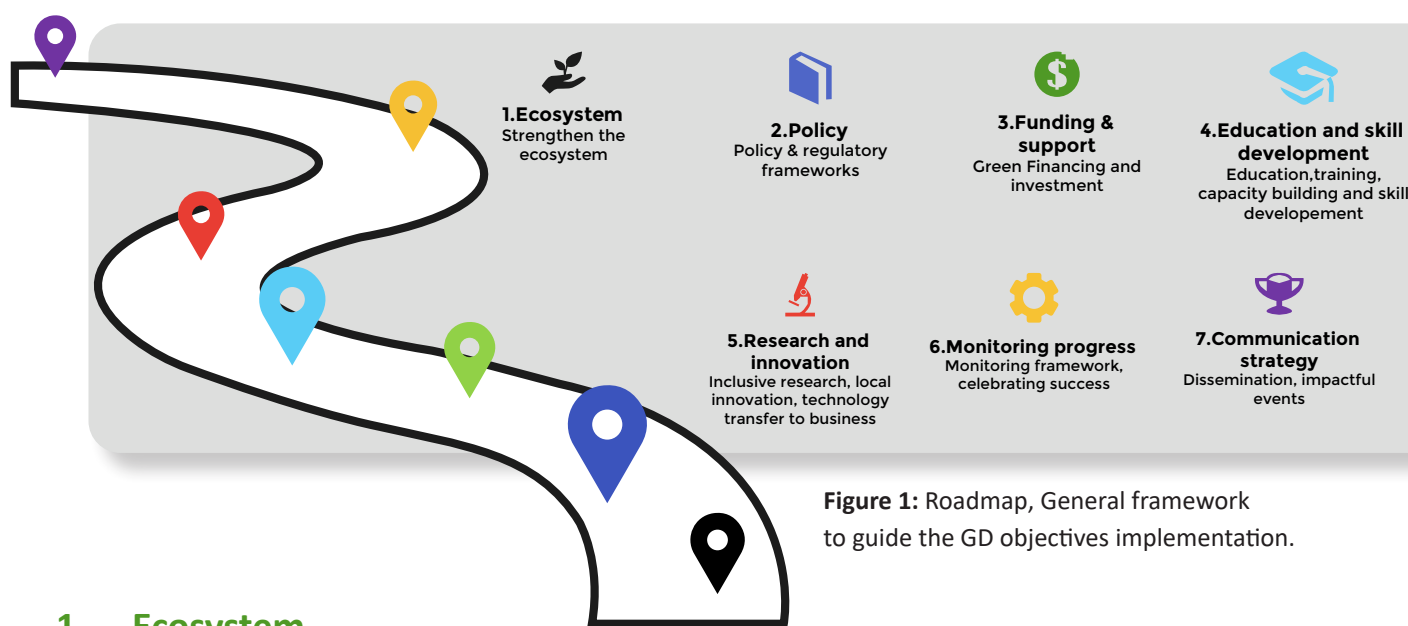 1.Ecosystem
Strengthen the
ecosystem
2.Policy
Policy & regulatory
frameworks
3.Funding &
support
Green Financing and
investment
4.Education and skill
development
Education,training,
capacity building and skill
developement
5.Research and
innovation
Inclusive research, local
innovation, technology
transfer to business
6.Monitoring progress
Monitoring framework,
celebrating success
7.Communication
strategy
Dissemination, impactful
events
Figure 1: Roadmap, General framework
to guide the GD objectives implementation.
1. Ecosystem